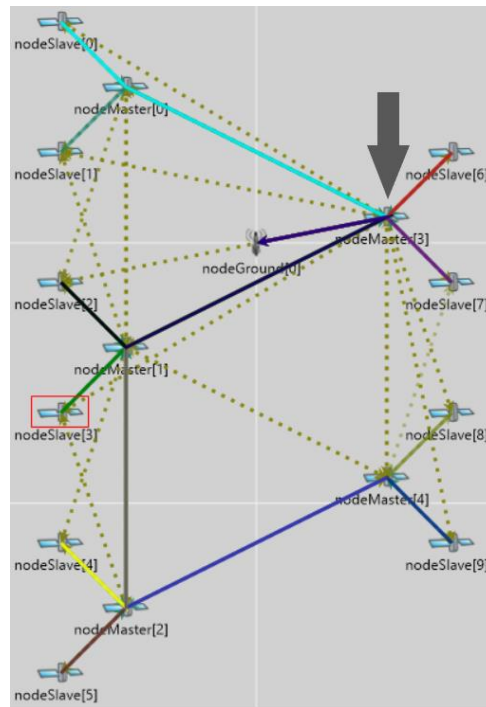 nodeSlave[0]
nodeMaster[0]
nodeSlave[1]
nodeSlave[6]
nodeMaster[3]
nodeGround[0]
nodeSlave[2]
nodeSlave[7]
nodeMaster[1]
nodeSlave[3]
nodeSlave[8]
nodeMaster[4]
nodeSlave[4]
nodeSlave[9]
nodeMaster[2]
nodeSlave[5]